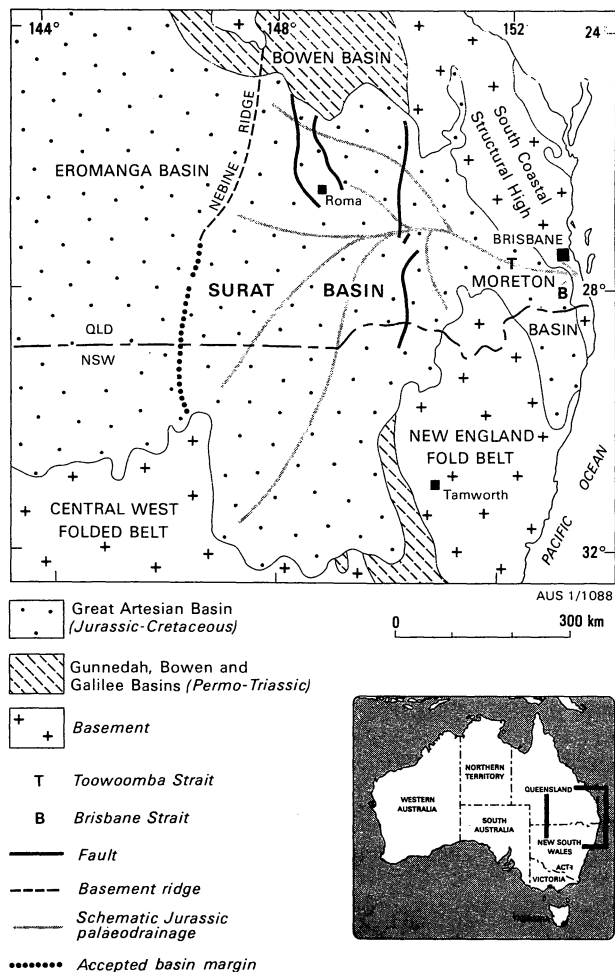 144°
148°
152
24°
BOWEN BASIN
South Coastal
Structural High
RIDGE
NEBINE
EROMANGA BASIN
Roma
BRISBANE
T
MORETON
B
28°
SURAT BASIN
BASIN
QLD
NSW
NEW ENGLAND
FOLD BELT
Tamworth
CENTRAL WEST
FOLDED BELT
PACIFIC OCEAN
32°
AUS 1/1088
0 300 km
Great Artesian Basin
(Jurassic-Cretaceous)
Gunnedah, Bowen and
Galilee Basins (Permo-Triassic)
Basement
T Toowoomba Strait
B Brisbane Strait
Fault
Basement ridge
Schematic Jurassic
palaeodrainage
Accepted basin margin
NORTHERN
TERRITORY
QUEENSLAND
WESTERN
AUSTRALIA
SOUTH
AUSTRALIA
NEW SOUTH
WALES
ACT
VICTORIA